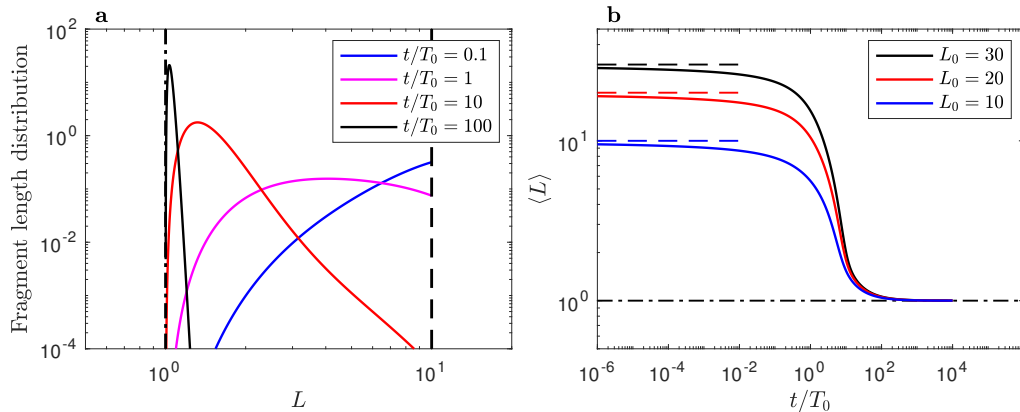 a
Fragment length distribution
10^2
10^0
10^-2
10^-4
10^0
10^1
L
t/T_0 = 0.1
t/T_0 = 1
t/T_0 = 10
t/T_0 = 100
b
⟨L⟩
10^1
10^0
10^-6
10^-4
10^-2
10^0
10^2
10^4
t/T_0
L_0 = 30
L_0 = 20
L_0 = 10